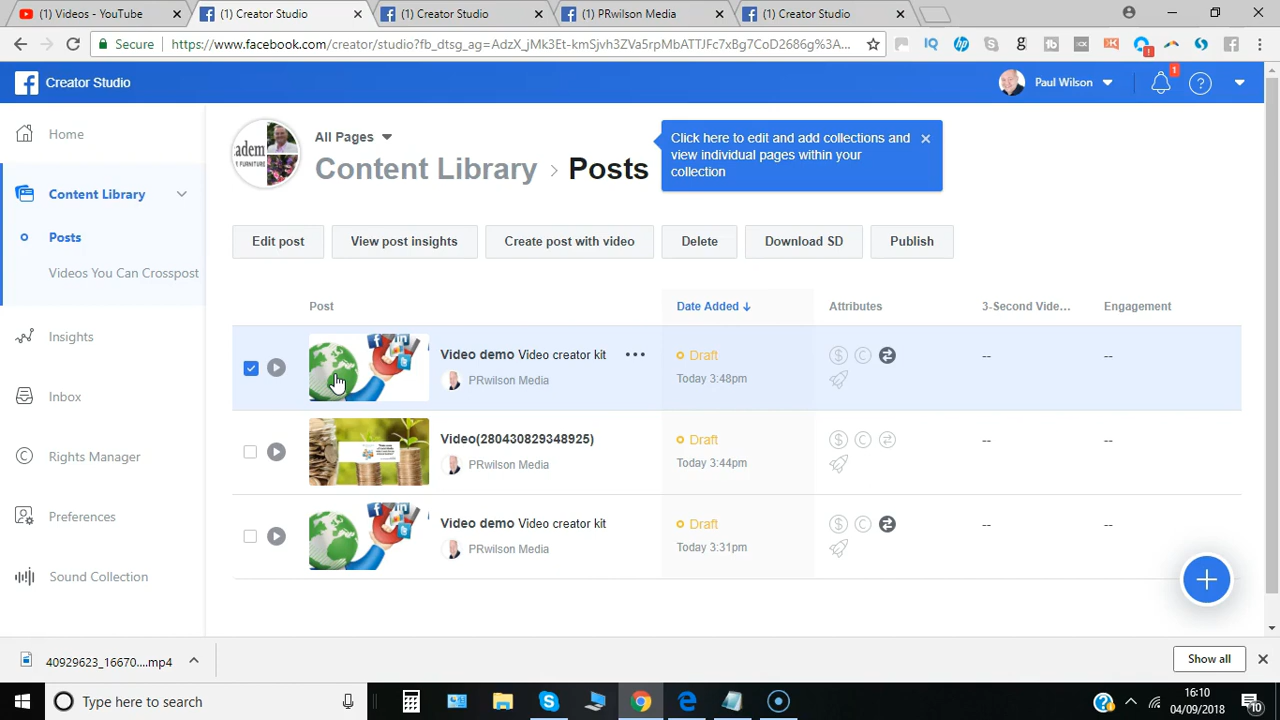 (1) Videos - YouTube
(1) Creator Studio
(1) Creator Studio
(1) PRwilson Media
(1) Creator Studio
Secure
https://www.facebook.com/creator/studio?fb_dtsg_ag=AdzX_jMk3Et-kmSjvh3ZVa5rpMbATTJFc7xBg7CoD2686g%3A...
Creator Studio
Paul Wilson
1
Home
Content Library
Posts
Videos You Can Crosspost
Insights
Inbox
Rights Manager
Preferences
Sound Collection
All Pages
Content Library > Posts
Click here to edit and add collections and
view individual pages within your
collection
Edit post
View post insights
Create post with video
Delete
Download SD
Publish
Post
Date Added ↓
Attributes
3-Second Vide...
Engagement
Video demo Video creator kit
PRwilson Media
Draft
Today 3:48pm
--
--
Video(280430829348925)
PRwilson Media
Draft
Today 3:44pm
--
--
Video demo Video creator kit
PRwilson Media
Draft
Today 3:31pm
--
--
40929623_16670....mp4
Show all
Type here to search
16:10
04/09/2018
10